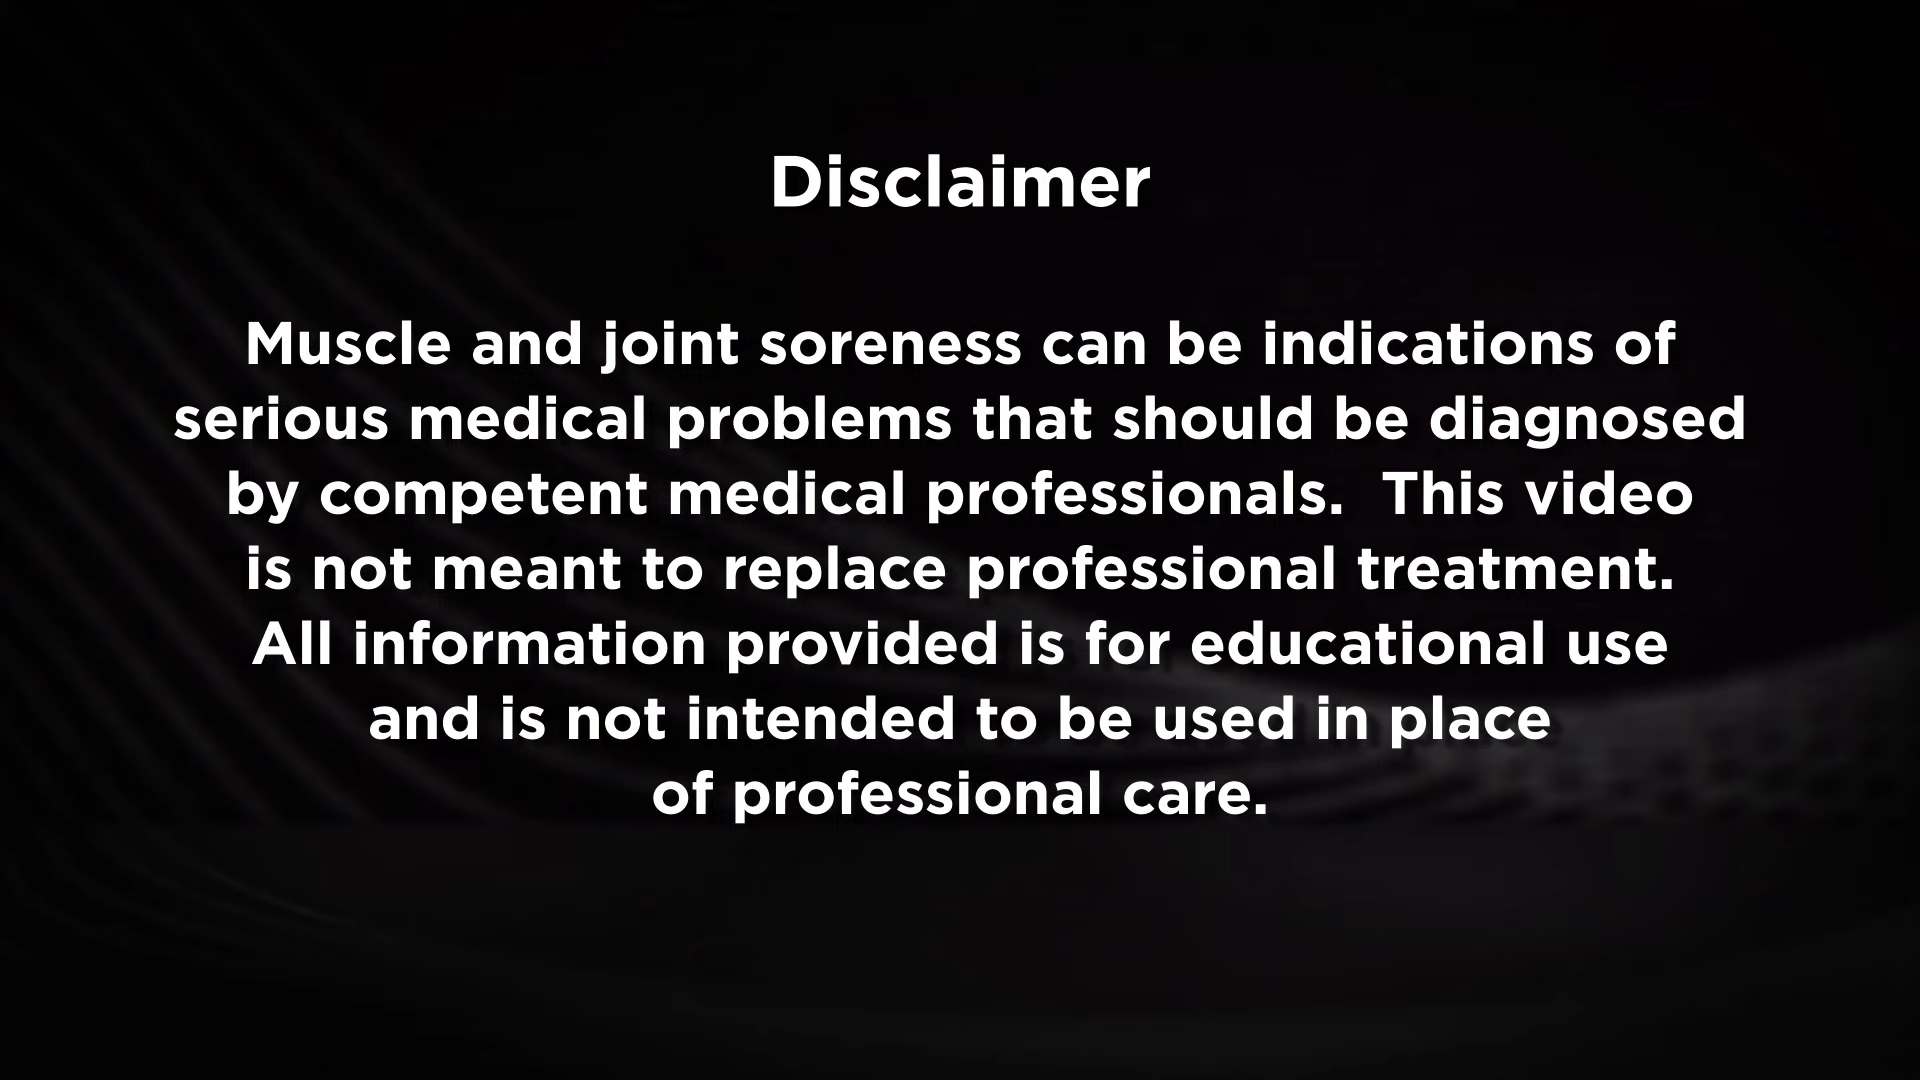 Disclaimer
Muscle and joint soreness can be indications of
serious medical problems that should be diagnosed
by competent medical professionals.  This video
is not meant to replace professional treatment.
All information provided is for educational use
and is not intended to be used in place
of professional care.